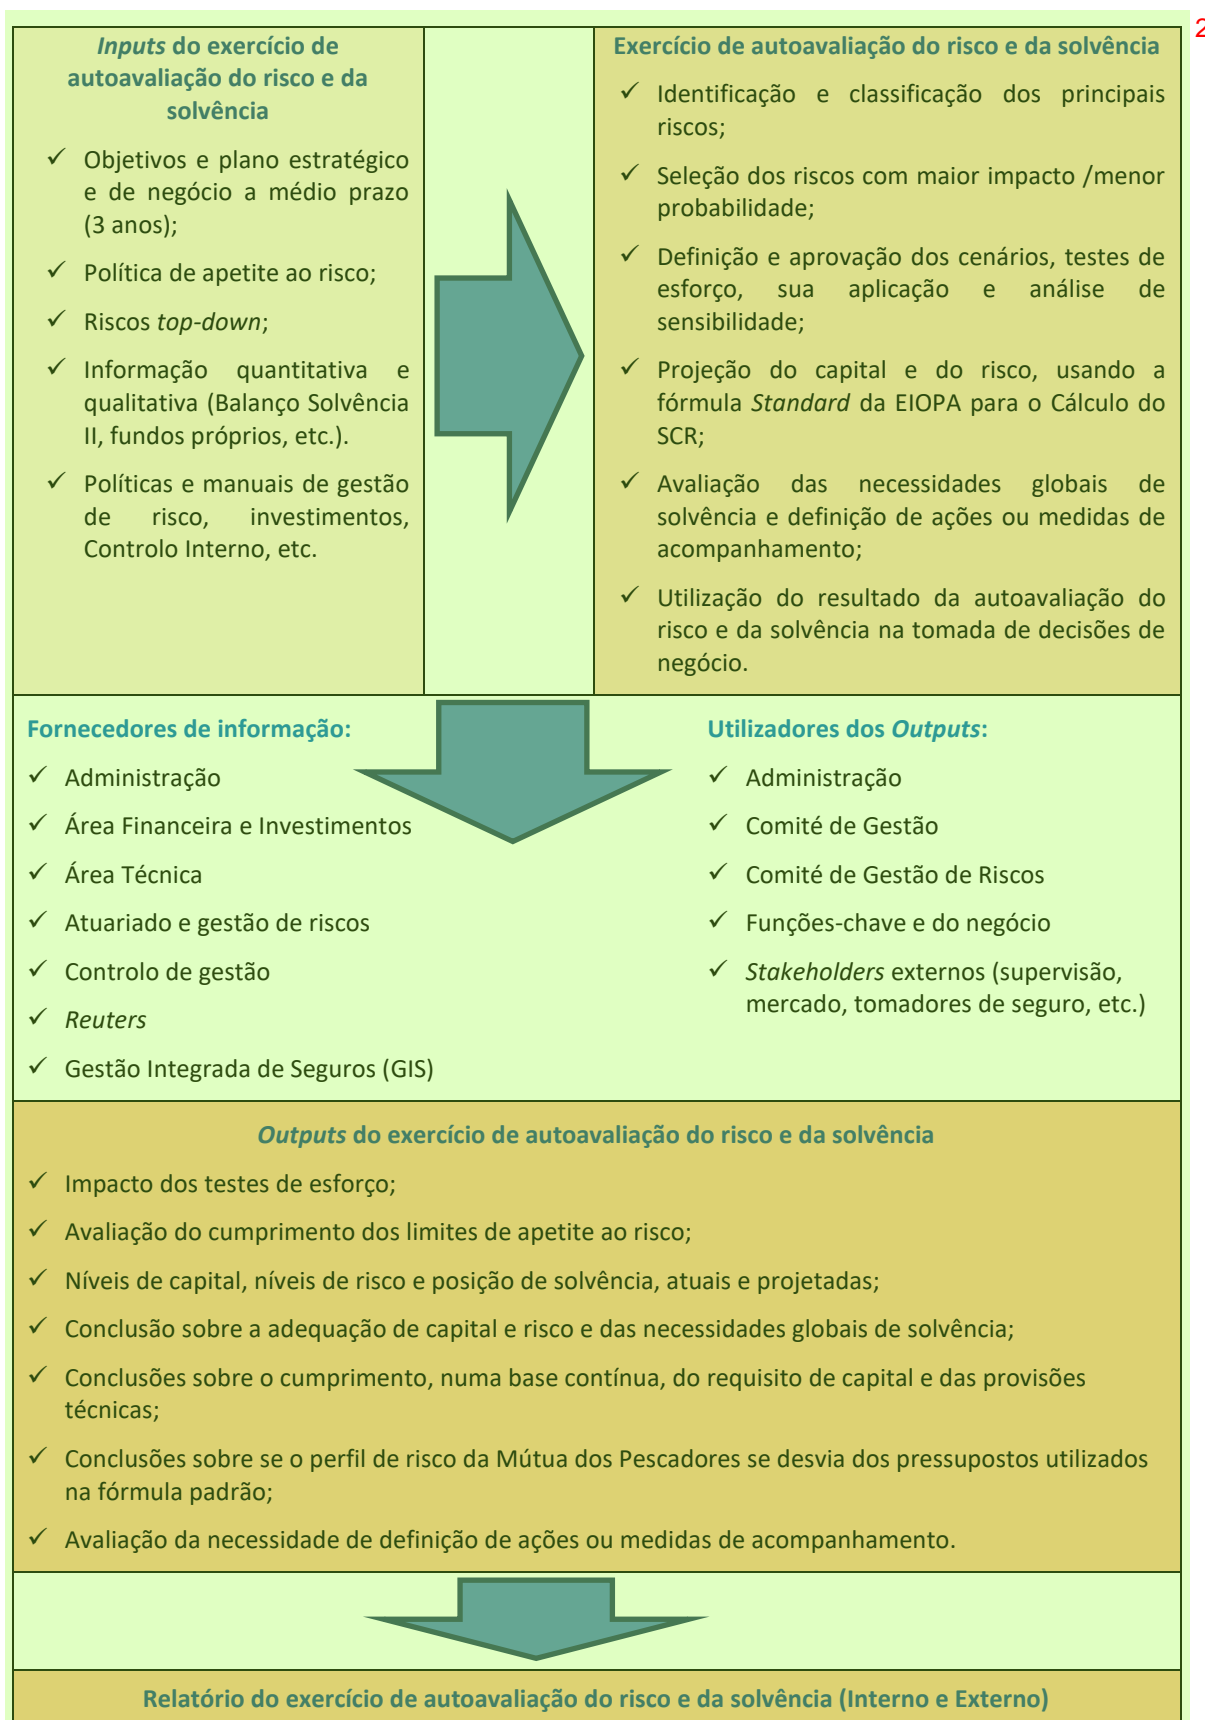 2
Inputs do exercício de
autoavaliação do risco e da
solvência
✓ Objetivos e plano estratégico
e de negócio a médio prazo
(3 anos);
✓ Política de apetite ao risco;
✓ Riscos top-down;
✓ Informação quantitativa e
qualitativa (Balanço Solvência
II, fundos próprios, etc.).
✓ Políticas e manuais de gestão
de risco, investimentos,
Controlo Interno, etc.
Exercício de autoavaliação do risco e da solvência
✓ Identificação e classificação dos principais
riscos;
✓ Seleção dos riscos com maior impacto /menor
probabilidade;
✓ Definição e aprovação dos cenários, testes de
esforço, sua aplicação e análise de
sensibilidade;
✓ Projeção do capital e do risco, usando a
fórmula Standard da EIOPA para o Cálculo do
SCR;
✓ Avaliação das necessidades globais de
solvência e definição de ações ou medidas de
acompanhamento;
✓ Utilização do resultado da autoavaliação do
risco e da solvência na tomada de decisões de
negócio.
Fornecedores de informação:
✓ Administração
✓ Área Financeira e Investimentos
✓ Área Técnica
✓ Atuariado e gestão de riscos
✓ Controlo de gestão
✓ Reuters
✓ Gestão Integrada de Seguros (GIS)
Utilizadores dos Outputs:
✓ Administração
✓ Comité de Gestão
✓ Comité de Gestão de Riscos
✓ Funções-chave e do negócio
✓ Stakeholders externos (supervisão,
mercado, tomadores de seguro, etc.)
Outputs do exercício de autoavaliação do risco e da solvência
✓ Impacto dos testes de esforço;
✓ Avaliação do cumprimento dos limites de apetite ao risco;
✓ Níveis de capital, níveis de risco e posição de solvência, atuais e projetadas;
✓ Conclusão sobre a adequação de capital e risco e das necessidades globais de solvência;
✓ Conclusões sobre o cumprimento, numa base contínua, do requisito de capital e das provisões
técnicas;
✓ Conclusões sobre se o perfil de risco da Mútua dos Pescadores se desvia dos pressupostos utilizados
na fórmula padrão;
✓ Avaliação da necessidade de definição de ações ou medidas de acompanhamento.
Relatório do exercício de autoavaliação do risco e da solvência (Interno e Externo)